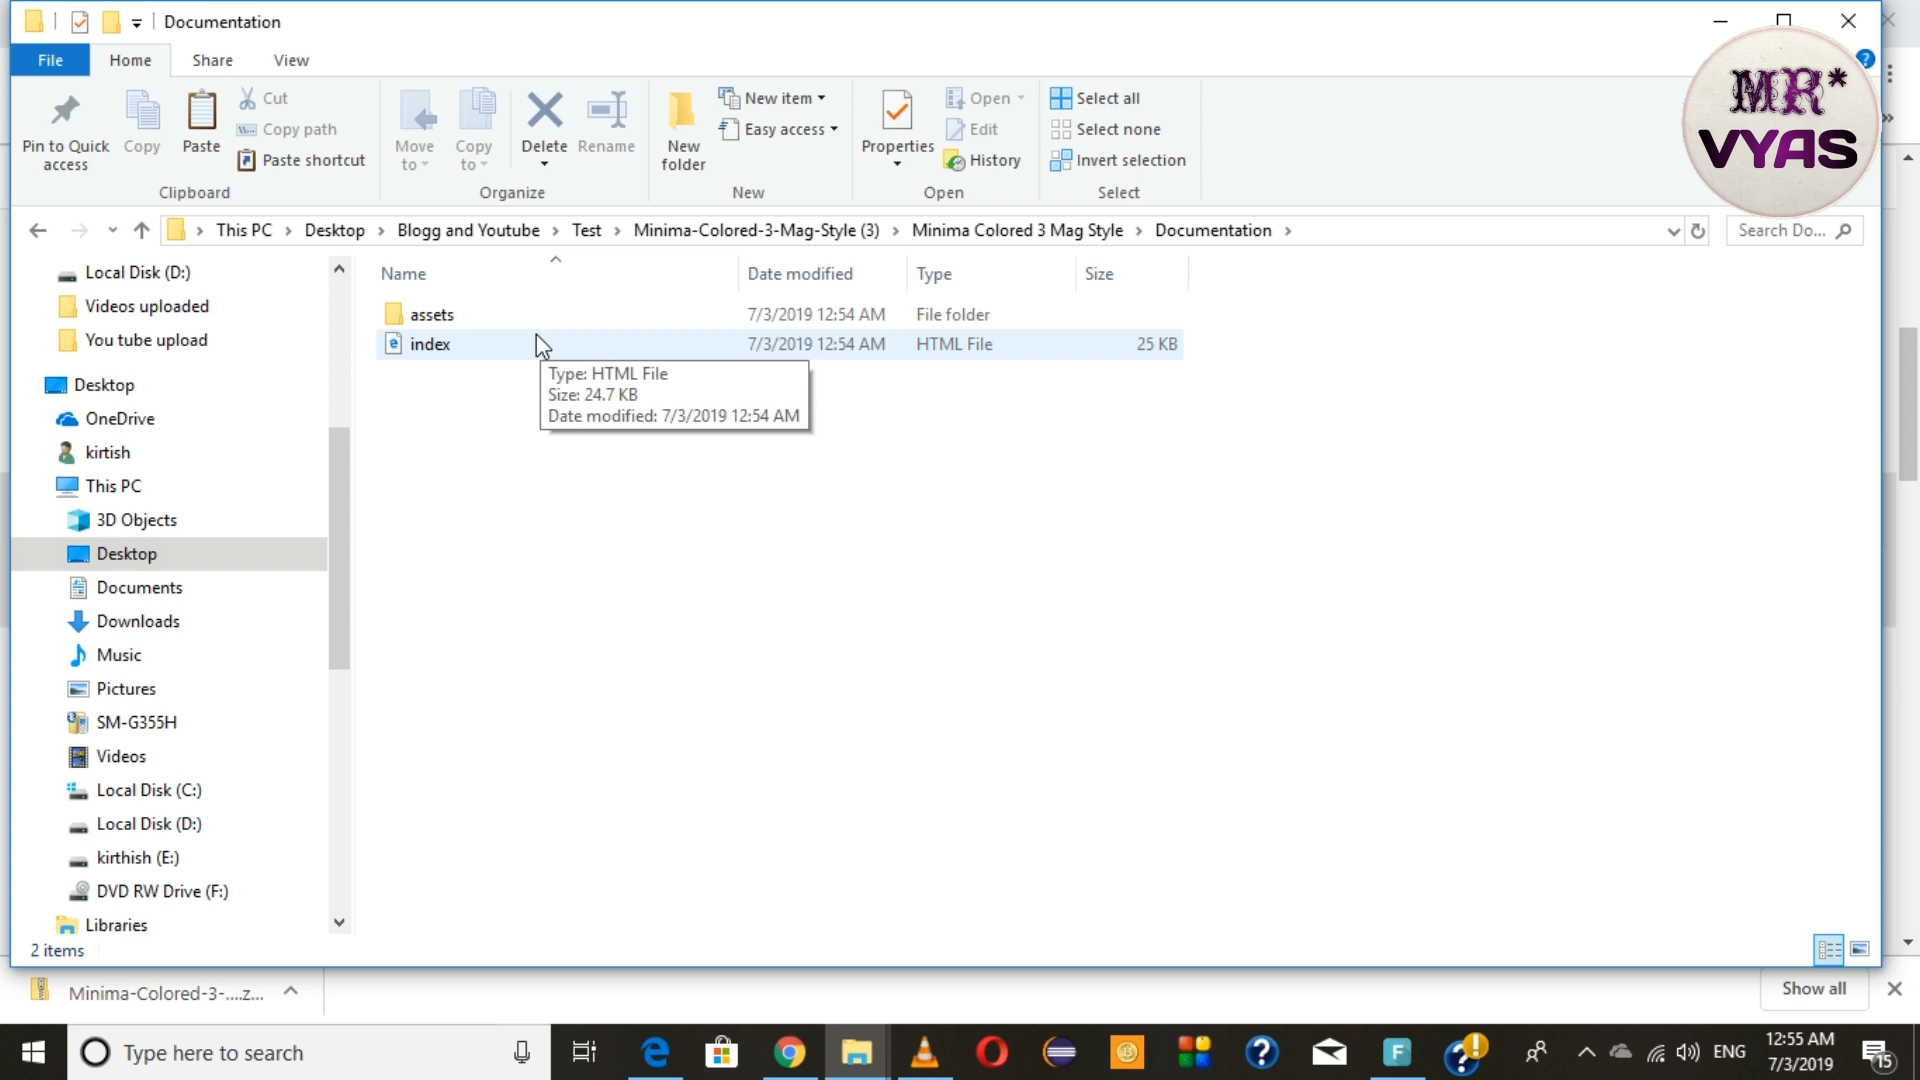 Documentation
File Home Share View
MR*
VYAS
Pin to Quick access
Copy
Paste
Cut
Copy path
Paste shortcut
Clipboard
Move to
Copy to
Delete
Rename
Organize
New folder
New item
Easy access
New
Properties
Open
Edit
History
Open
Select all
Select none
Invert selection
Select
This PC > Desktop > Blogg and Youtube > Test > Minima-Colored-3-Mag-Style (3) > Minima Colored 3 Mag Style > Documentation >
Search Do...
Local Disk (D:)
Videos uploaded
You tube upload
Desktop
OneDrive
kirtish
This PC
3D Objects
Desktop
Documents
Downloads
Music
Pictures
SM-G355H
Videos
Local Disk (C:)
Local Disk (D:)
kirthish (E:)
DVD RW Drive (F:)
Libraries
Name Date modified Type Size
assets 7/3/2019 12:54 AM File folder
index 7/3/2019 12:54 AM HTML File 25 KB
Type: HTML File
Size: 24.7 KB
Date modified: 7/3/2019 12:54 AM
2 items
Minima-Colored-3-....z...
Show all
Type here to search
ENG
12:55 AM
7/3/2019
15